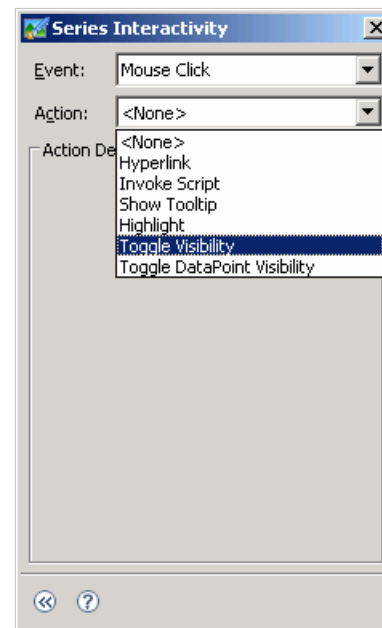 Series Interactivity
Event: Mouse Click
Action: <None>
<None>
Action De
Hyperlink
Invoke Script
Show Tooltip
Highlight
Toggle Visibility
Toggle DataPoint Visibility